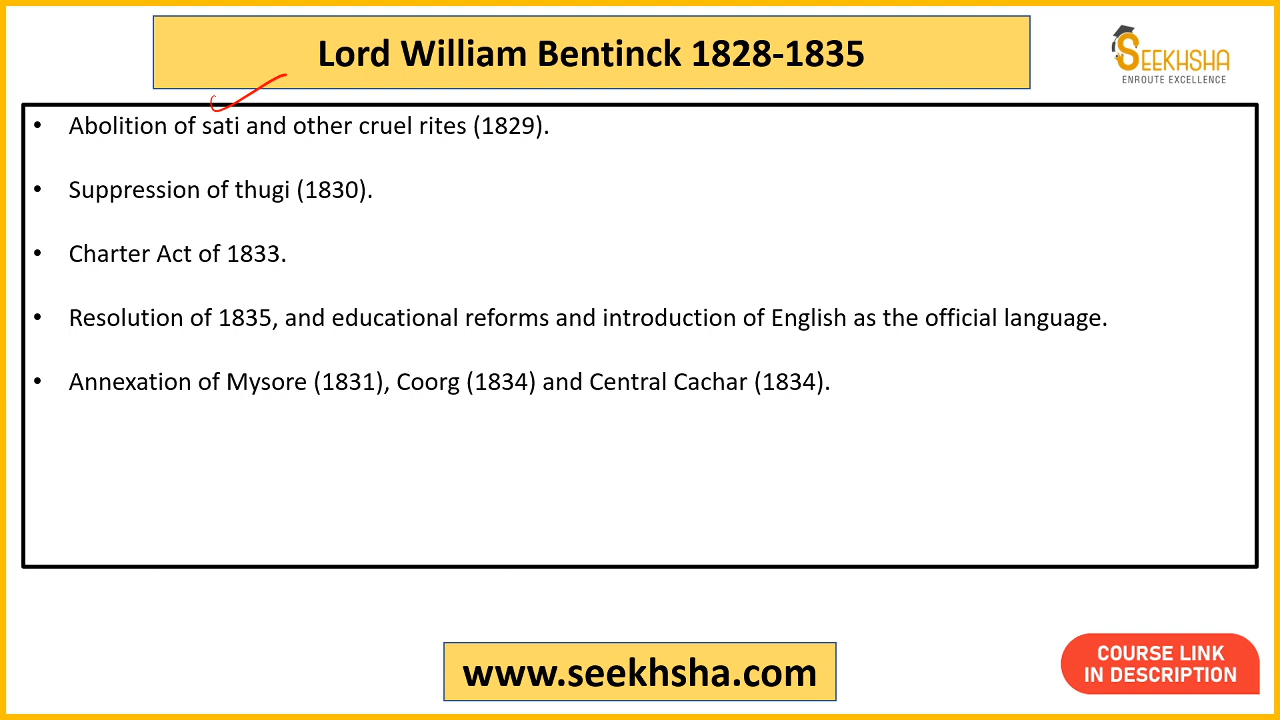 Lord William Bentinck 1828-1835
SEEKHSHA
ENROUTE EXCELLENCE
• Abolition of sati and other cruel rites (1829).
• Suppression of thugi (1830).
• Charter Act of 1833.
• Resolution of 1835, and educational reforms and introduction of English as the official language.
• Annexation of Mysore (1831), Coorg (1834) and Central Cachar (1834).
www.seekhsha.com
COURSE LINK
IN DESCRIPTION